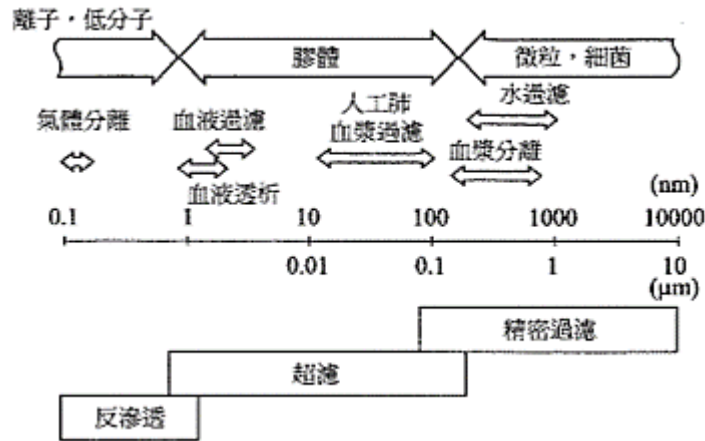 離子，低分子
膠體
微粒，細菌
氣體分離
血液過濾
人工肺
血漿過濾
水過濾
血漿分離
血液透析
(nm)
0.1 1 10 100 1000 10000
0.01 0.1 1 10
(μm)
精密過濾
超濾
反滲透